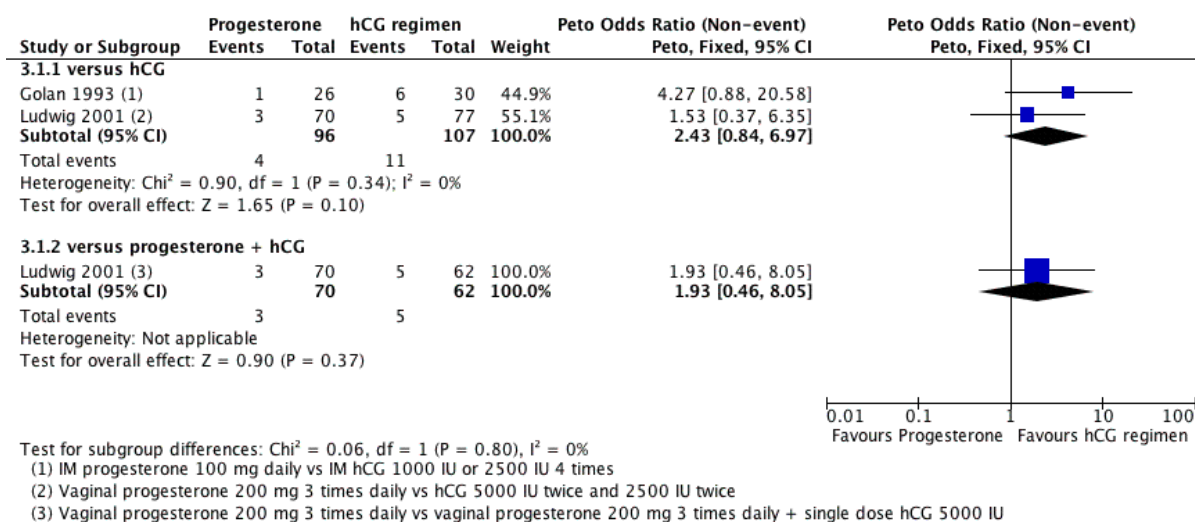 Progesterone hCG regimen Peto Odds Ratio (Non-event) Peto Odds Ratio (Non-event)
Study or Subgroup Events Total Events Total Weight Peto, Fixed, 95% CI Peto, Fixed, 95% CI
3.1.1 versus hCG
Golan 1993 (1) 1 26 6 30 44.9% 4.27 [0.88, 20.58]
Ludwig 2001 (2) 3 70 5 77 55.1% 1.53 [0.37, 6.35]
Subtotal (95% CI) 96 107 100.0% 2.43 [0.84, 6.97]
Total events 4 11
Heterogeneity: Chi² = 0.90, df = 1 (P = 0.34); I² = 0%
Test for overall effect: Z = 1.65 (P = 0.10)
3.1.2 versus progesterone + hCG
Ludwig 2001 (3) 3 70 5 62 100.0% 1.93 [0.46, 8.05]
Subtotal (95% CI) 70 62 100.0% 1.93 [0.46, 8.05]
Total events 3 5
Heterogeneity: Not applicable
Test for overall effect: Z = 0.90 (P = 0.37)
0.01 0.1 1 10 100
Favours Progesterone Favours hCG regimen
Test for subgroup differences: Chi² = 0.06, df = 1 (P = 0.80), I² = 0%
(1) IM progesterone 100 mg daily vs IM hCG 1000 IU or 2500 IU 4 times
(2) Vaginal progesterone 200 mg 3 times daily vs hCG 5000 IU twice and 2500 IU twice
(3) Vaginal progesterone 200 mg 3 times daily vs vaginal progesterone 200 mg 3 times daily + single dose hCG 5000 IU